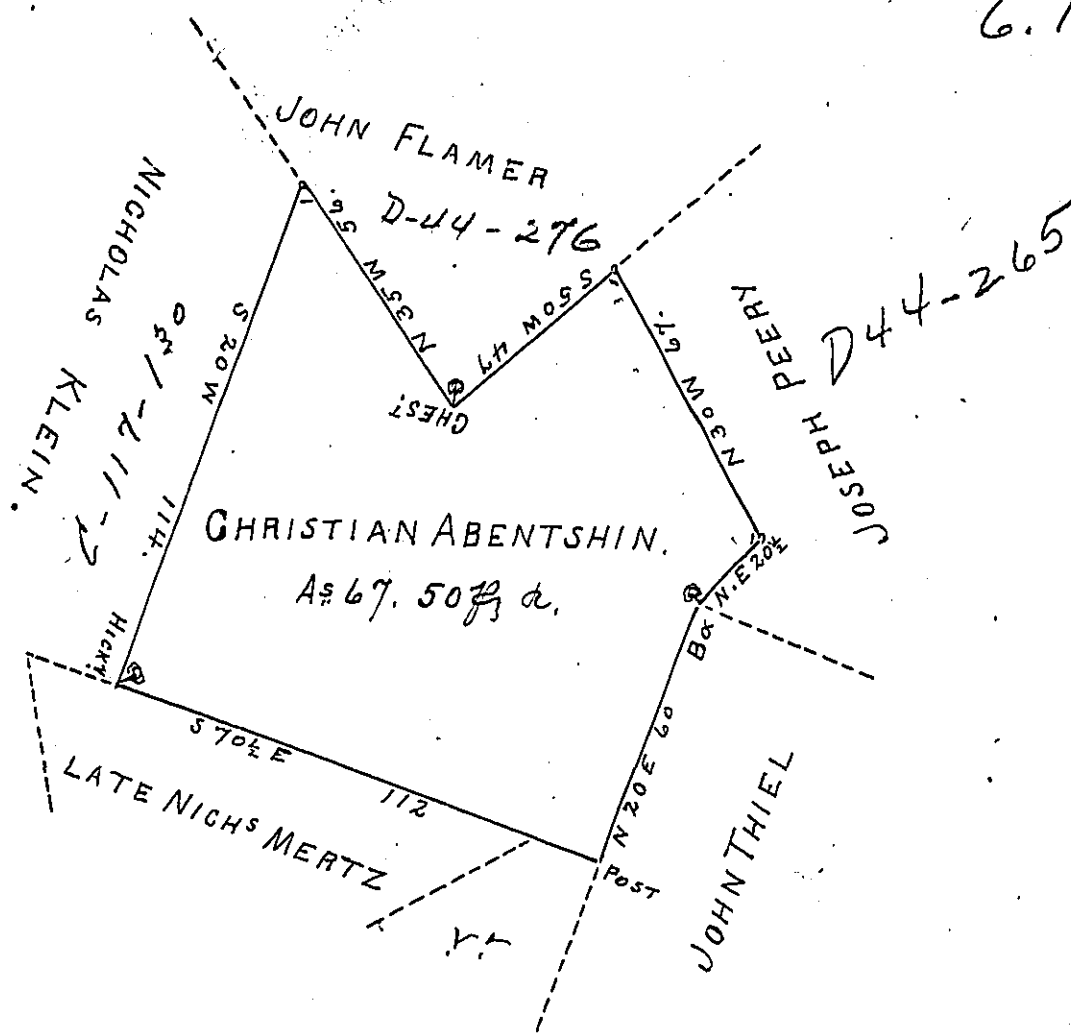 6.
JOHN FLAMER
D-44-276
NICHOLAS KLEIN.
S 20 W 114.
N 35 W 56.
S 50 W 47
CHEST.
N 30 W 67.
JOSEPH PEERY
D44-265
CHRISTIAN ABENTSHIN.
As 67. 50
N.E 20½
HICKY.
BO
N 20 E 60
S 70½ E 112
LATE NICHS MERTZ
POST
JOHN THIEL